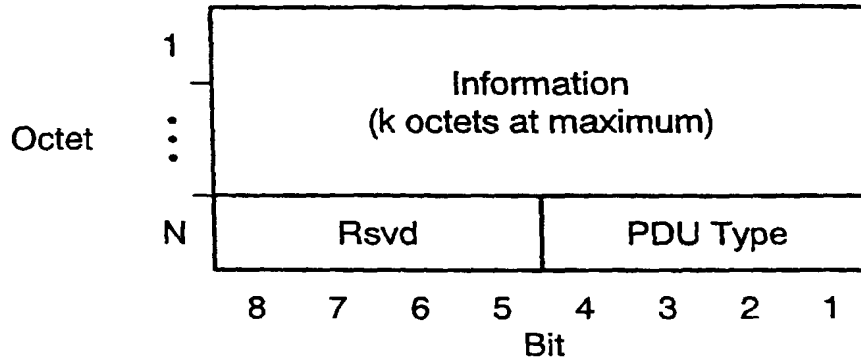 1
Information
(k octets at maximum)
Octet
⋮
N Rsvd PDU Type
8 7 6 5 4 3 2 1
Bit